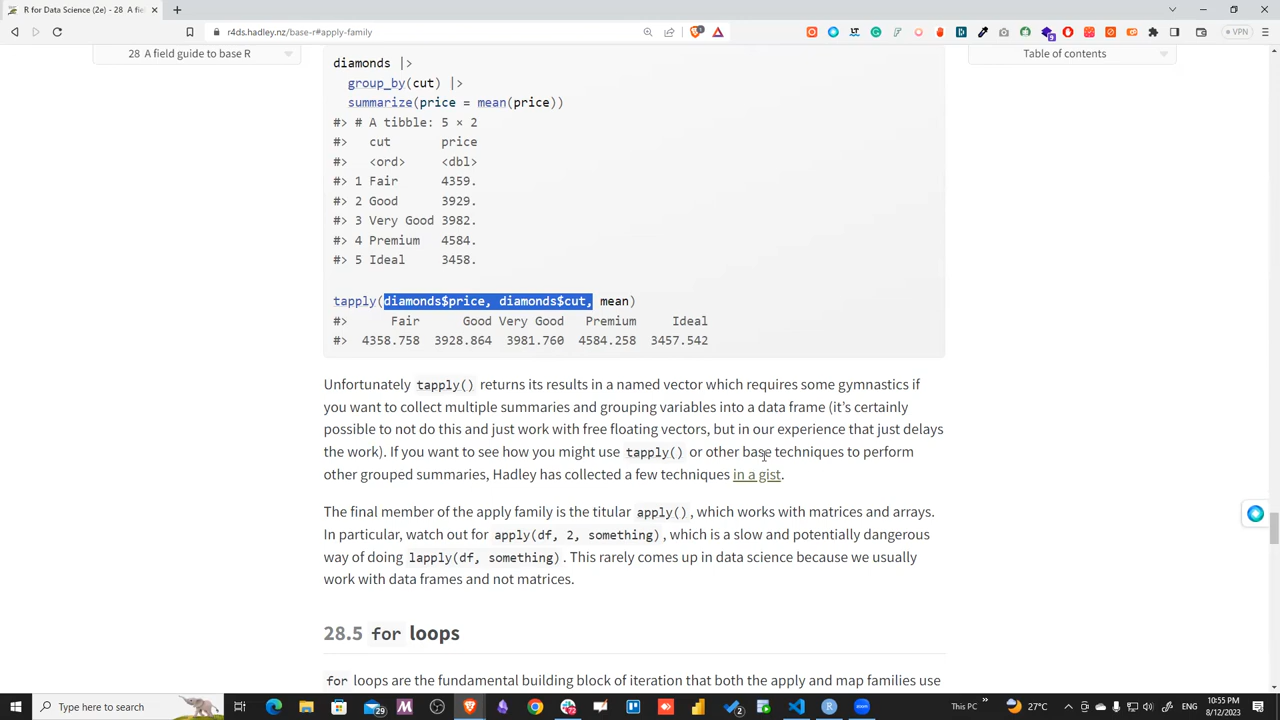 R for Data Science (2e) - 28 A fiel
r4ds.hadley.nz/base-r#apply-family
VPN
28 A field guide to base R
Table of contents
diamonds |>
group_by(cut) |>
summarize(price = mean(price))
#> # A tibble: 5 × 2
#> cut price
#> <ord> <dbl>
#> 1 Fair 4359.
#> 2 Good 3929.
#> 3 Very Good 3982.
#> 4 Premium 4584.
#> 5 Ideal 3458.
tapply(diamonds$price, diamonds$cut, mean)
#> Fair Good Very Good Premium Ideal
#> 4358.758 3928.864 3981.760 4584.258 3457.542
Unfortunately tapply() returns its results in a named vector which requires some gymnastics if
you want to collect multiple summaries and grouping variables into a data frame (it's certainly
possible to not do this and just work with free floating vectors, but in our experience that just delays
the work). If you want to see how you might use tapply() or other base techniques to perform
other grouped summaries, Hadley has collected a few techniques in a gist.
The final member of the apply family is the titular apply(), which works with matrices and arrays.
In particular, watch out for apply(df, 2, something), which is a slow and potentially dangerous
way of doing lapply(df, something). This rarely comes up in data science because we usually
work with data frames and not matrices.
28.5 for loops
for loops are the fundamental building block of iteration that both the apply and map families use
Type here to search
29
2
This PC
27°C
ENG
10:55 PM
8/12/2023